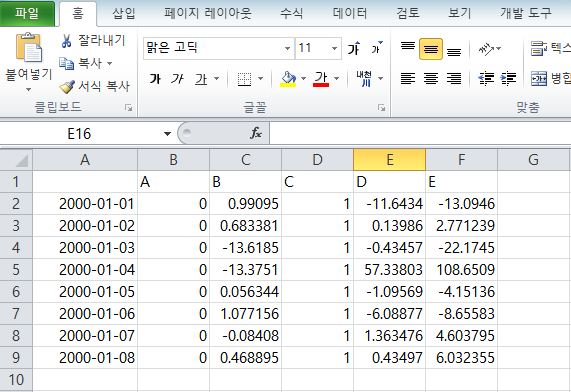 파일 홈 삽입 페이지 레이아웃 수식 데이터 검토 보기 개발 도구
붙여넣기 잘라내기 맑은 고딕 11 가 가 텍스
복사 가 가 가 가 내천 병합
서식 복사
클립보드 글꼴 맞춤
E16 fx
A B C D E F G
1 A B C D E
2 2000-01-01 0 0.99095 1 -11.6434 -13.0946
3 2000-01-02 0 0.683381 1 0.13986 2.771239
4 2000-01-03 0 -13.6185 1 -0.43457 -22.1745
5 2000-01-04 0 -13.3751 1 57.33803 108.6509
6 2000-01-05 0 0.056344 1 -1.09569 -4.15136
7 2000-01-06 0 1.077156 1 -6.08877 -8.65583
8 2000-01-07 0 -0.08408 1 1.363476 4.603795
9 2000-01-08 0 0.468895 1 0.43497 6.032355
10